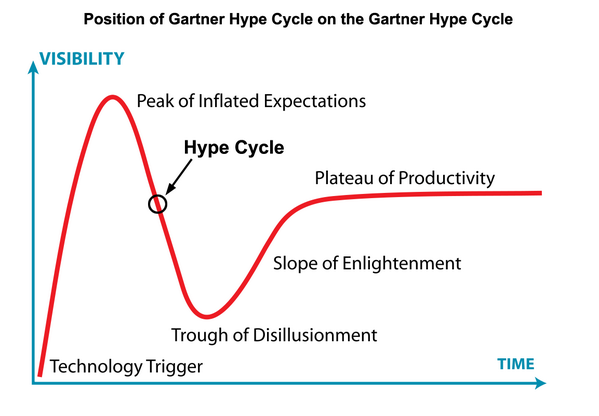 Position of Gartner Hype Cycle on the Gartner Hype Cycle
VISIBILITY
Peak of Inflated Expectations
Hype Cycle
Plateau of Productivity
Slope of Enlightenment
Trough of Disillusionment
Technology Trigger
TIME